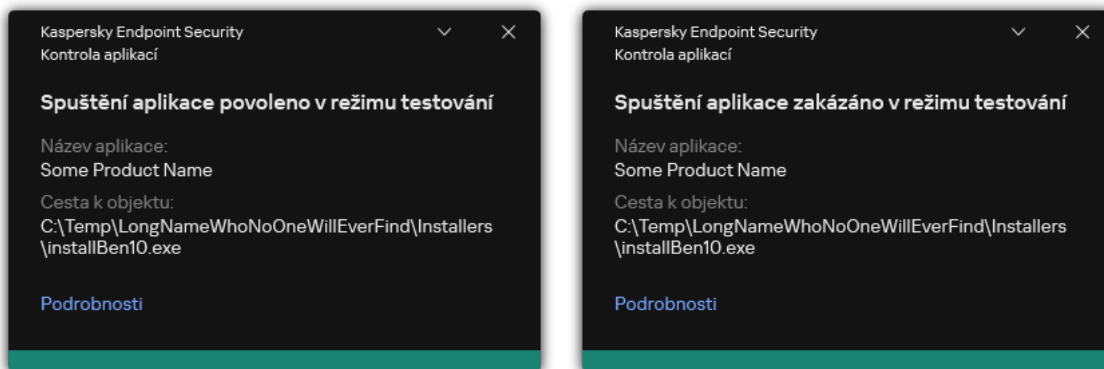 Kaspersky Endpoint Security
Kontrola aplikací
Spuštění aplikace povoleno v režimu testování
Název aplikace:
Some Product Name
Cesta k objektu:
C:\Temp\LongNameWhoNoOneWillEverFind\Installers
\installBen10.exe
Podrobnosti
Kaspersky Endpoint Security
Kontrola aplikací
Spuštění aplikace zakázáno v režimu testování
Název aplikace:
Some Product Name
Cesta k objektu:
C:\Temp\LongNameWhoNoOneWillEverFind\Installers
\installBen10.exe
Podrobnosti